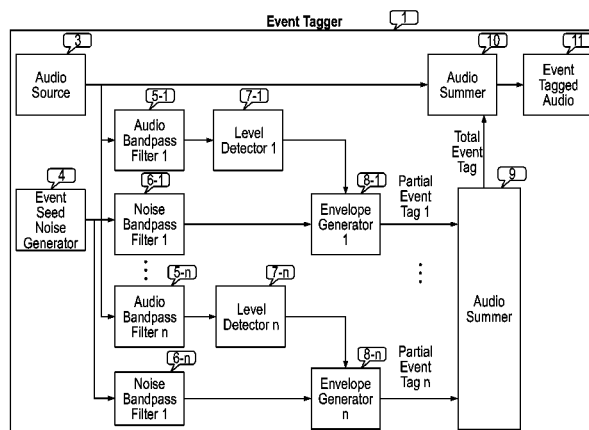 Event Tagger
1
3
10
11
Audio
Source
Audio
Summer
Event
Tagged
Audio
5-1
7-1
Audio
Bandpass
Filter 1
Level
Detector 1
Total
Event
Tag
4
6-1
8-1
9
Event
Seed
Noise
Generator
Noise
Bandpass
Filter 1
Envelope
Generator
1
Partial
Event
Tag 1
5-n
7-n
Audio
Bandpass
Filter n
Level
Detector n
Audio
Summer
6-n
8-n
Noise
Bandpass
Filter 1
Envelope
Generator
n
Partial
Event
Tag n